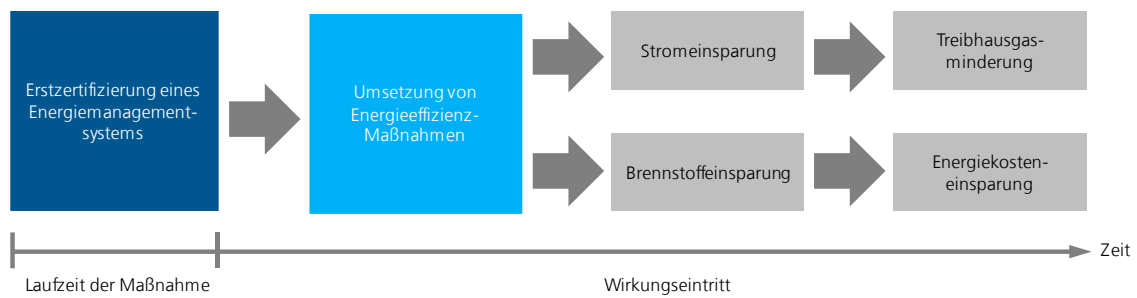 Erstzertifizierung eines
Energiemanagement-
systems
Umsetzung von
Energieeffizienz-
Maßnahmen
Stromeinsparung
Treibhausgas-
minderung
Brennstoffeinsparung
Energiekosten-
einsparung
Zeit
Laufzeit der Maßnahme
Wirkungseintritt